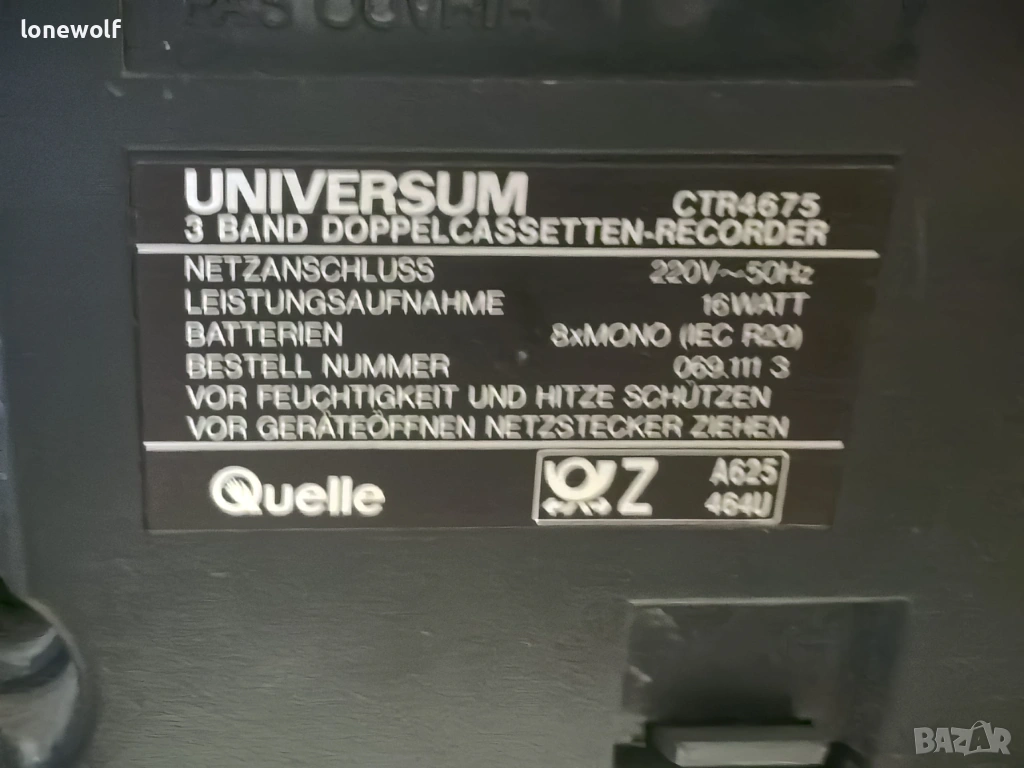 lonewolf
UNIVERSUM CTR4675
3 BAND DOPPELCASSETTEN-RECORDER
NETZANSCHLUSS 220V~50Hz
LEISTUNGSAUFNAHME 16WATT
BATTERIEN 8xMONO (IEC R20)
BESTELL NUMMER 069.111 3
VOR FEUCHTIGKEIT UND HITZE SCHÜTZEN
VOR GERÄTEÖFFNEN NETZSTECKER ZIEHEN
Quelle Z A625
464U
BAZAR